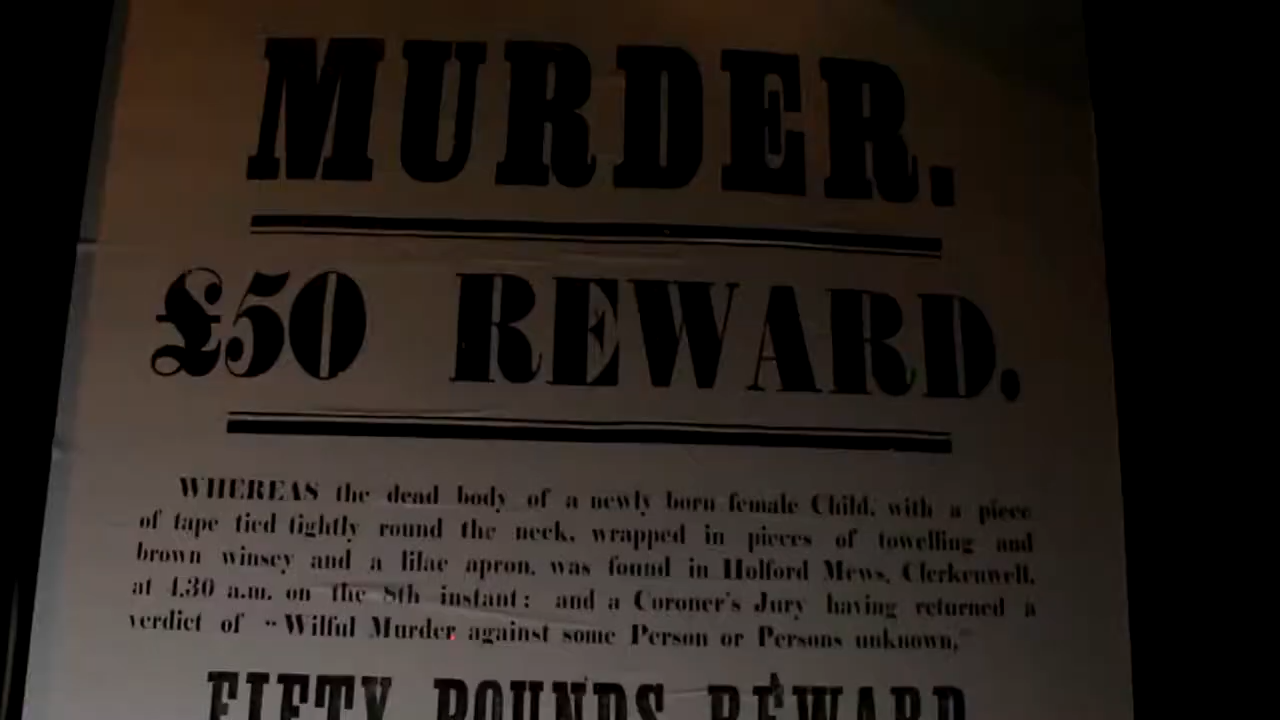 MURDER.
£50 REWARD.
WHEREAS the dead body of a newly born female Child, with a piece
of tape tied tightly round the neck, wrapped in pieces of towelling and
brown winsey and a lilac apron, was found in Holford Mews, Clerkenwell,
at 4.30 a.m. on the 8th instant: and a Coroner's Jury having returned a
verdict of "Wilful Murder against some Person or Persons unknown,"
FIFTY POUNDS REWARD